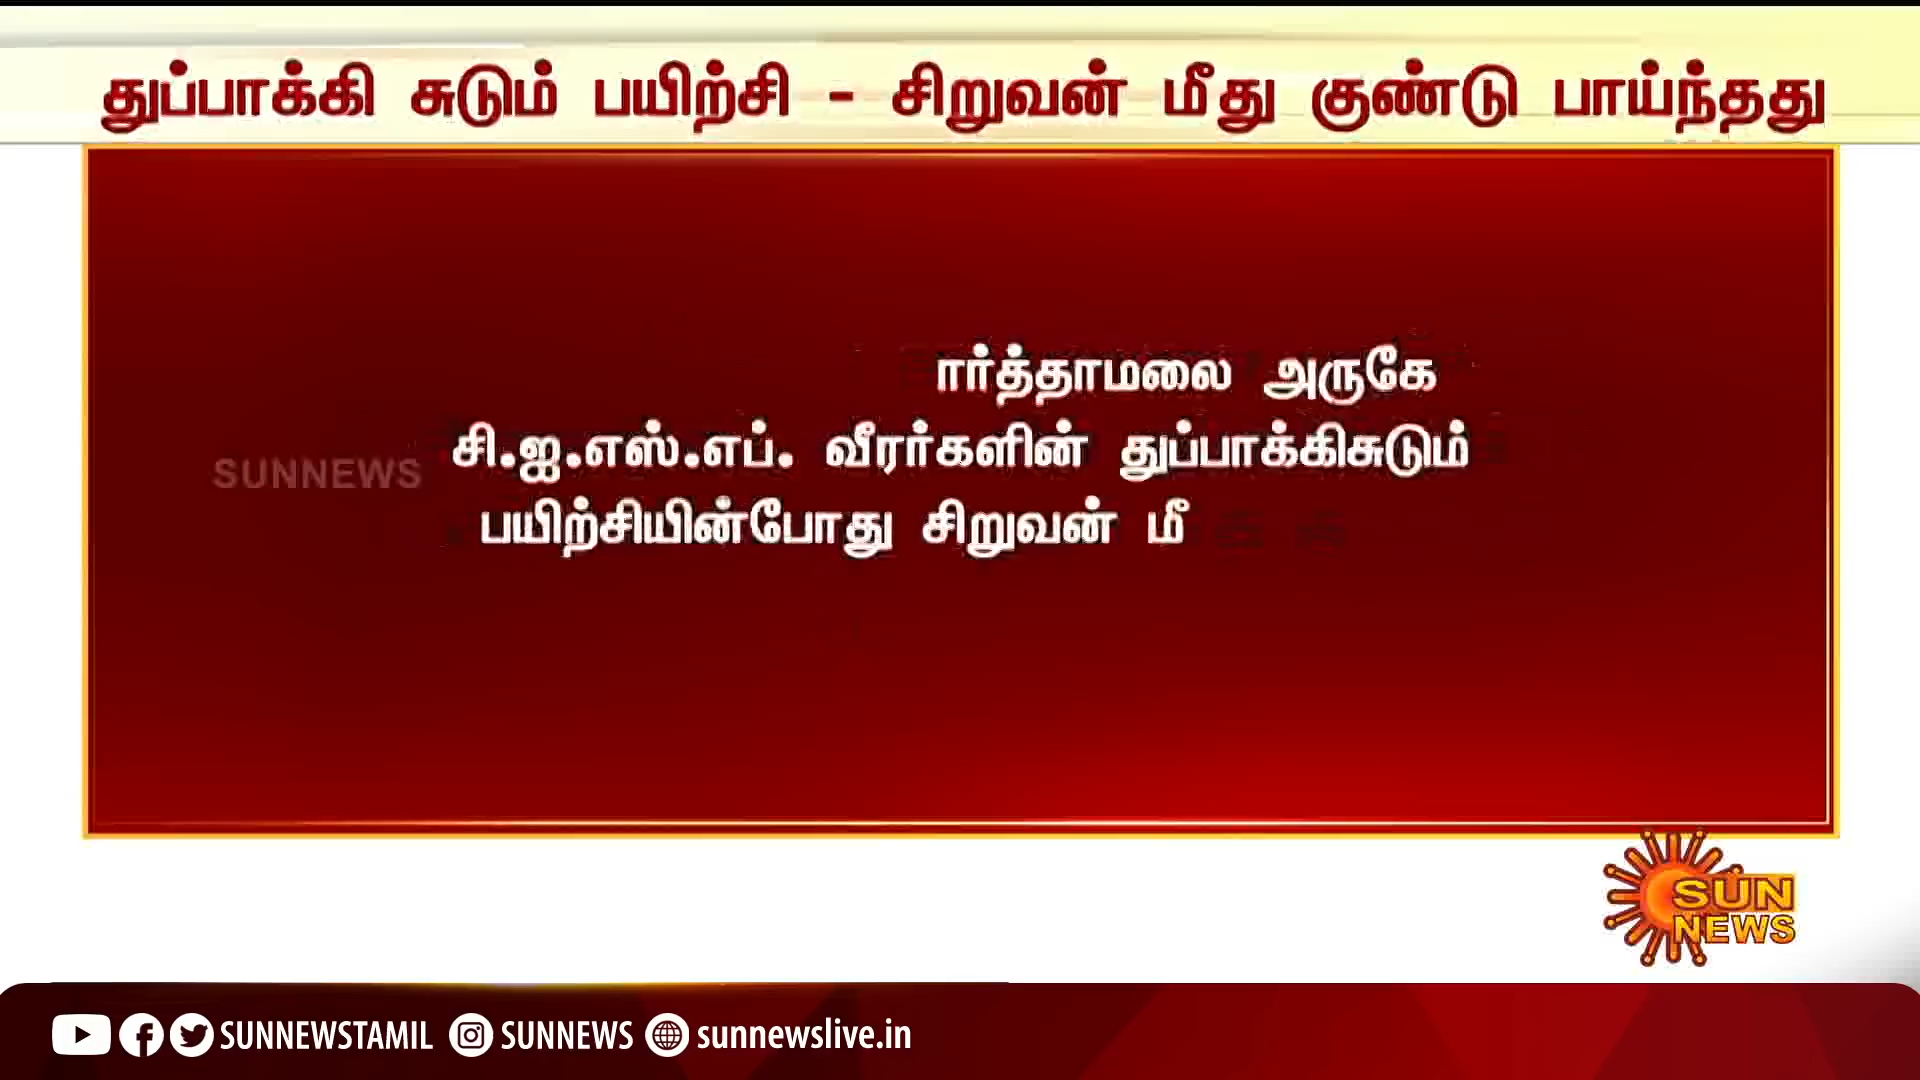 துப்பாக்கி சுடும் பயிற்சி - சிறுவன் மீது குண்டு பாய்ந்தது
ார்த்தாமலை அருகே
சி.ஐ.எஸ்.எப். வீரர்களின் துப்பாக்கிசுடும்
SUNNEWS
பயிற்சியின்போது சிறுவன் மீ
SUN
NEWS
SUNNEWSTAMIL SUNNEWS sunnewslive.in